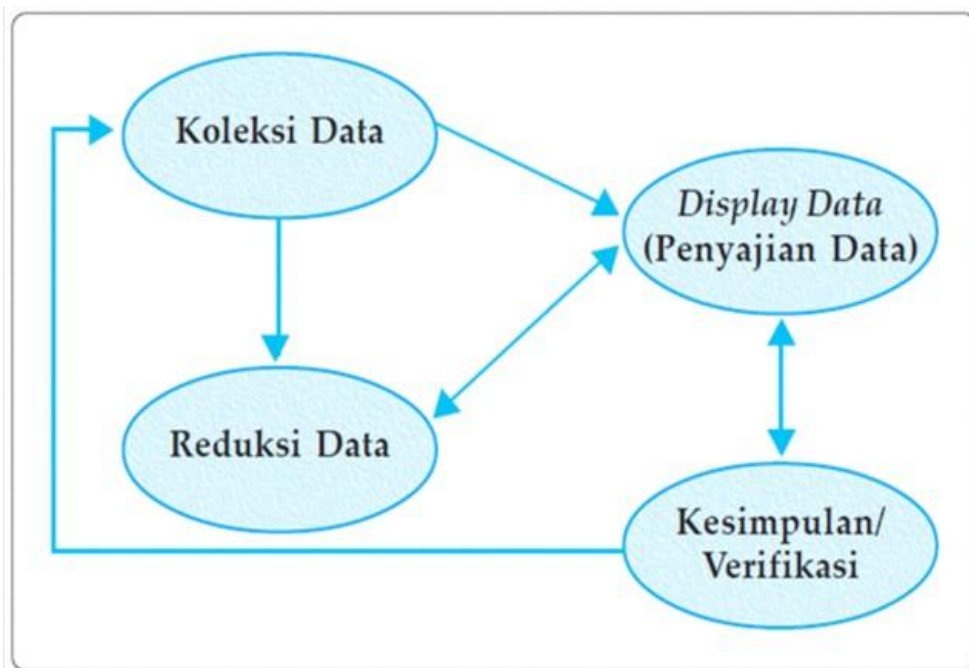 Koleksi Data
Display Data
(Penyajian Data)
Reduksi Data
Kesimpulan/
Verifikasi